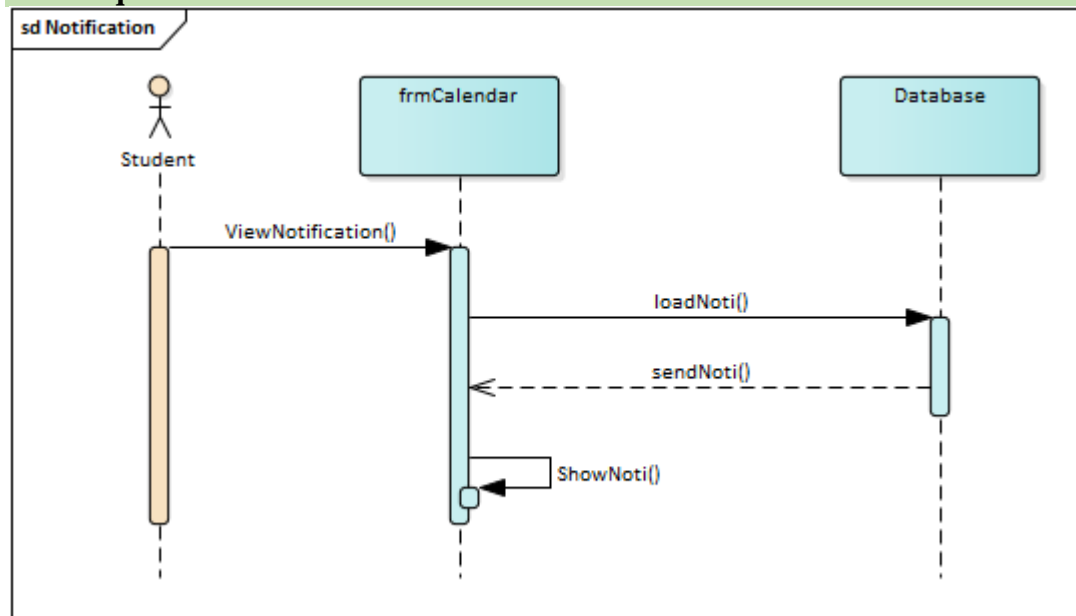 sd Notification
frmCalendar
Database
Student
ViewNotification()
loadNoti()
sendNoti()
ShowNoti()